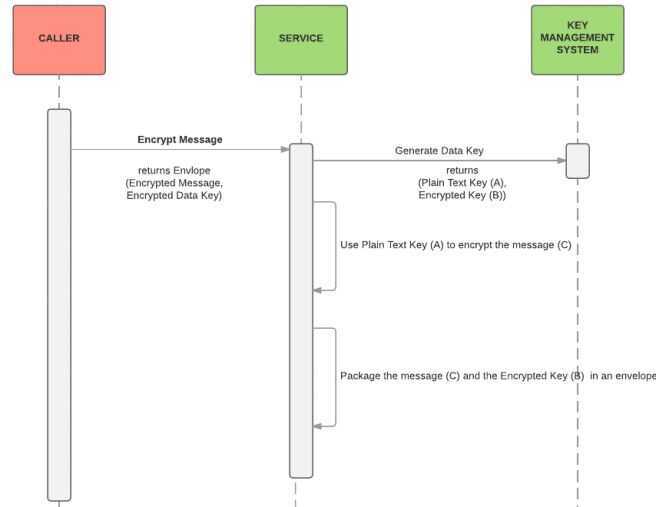 CALLER
SERVICE
KEY
MANAGEMENT
SYSTEM
Encrypt Message
returns Envlope
(Encrypted Message,
Encrypted Data Key)
Generate Data Key
returns
(Plain Text Key (A),
Encrypted Key (B))
Use Plain Text Key (A) to encrypt the message (C)
Package the message (C) and the Encrypted Key (B) in an envelope